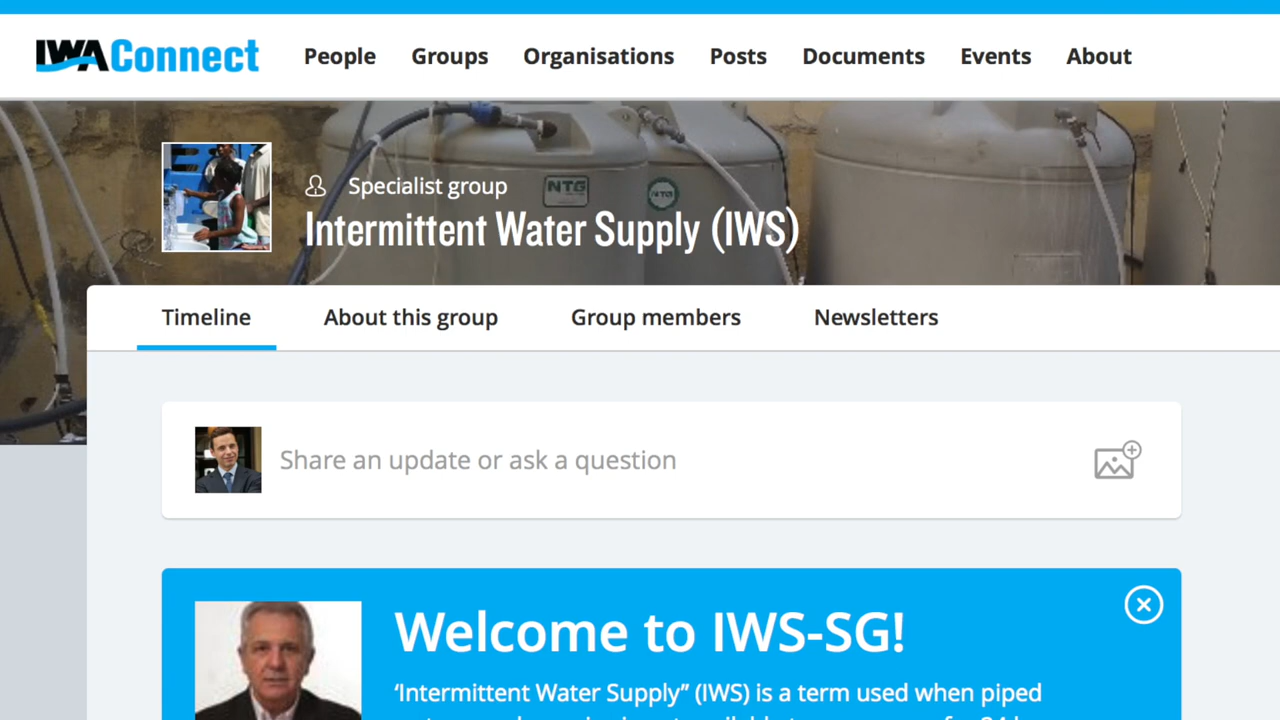 IWA Connect People Groups Organisations Posts Documents Events About
Specialist group
NTG
NTG
Intermittent Water Supply (IWS)
Timeline About this group Group members Newsletters
Share an update or ask a question
Welcome to IWS-SG!
‘Intermittent Water Supply” (IWS) is a term used when piped